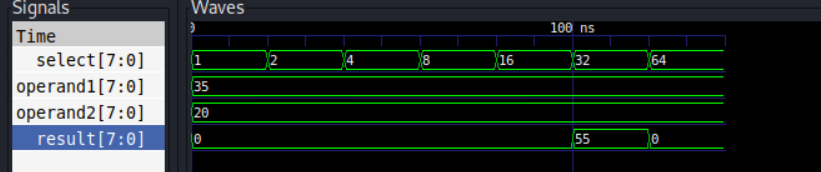 Signals
Waves
Time
0
100 ns
select[7:0]
1 2 4 8 16 32 64
operand1[7:0]
35
operand2[7:0]
20
result[7:0]
0 55 0